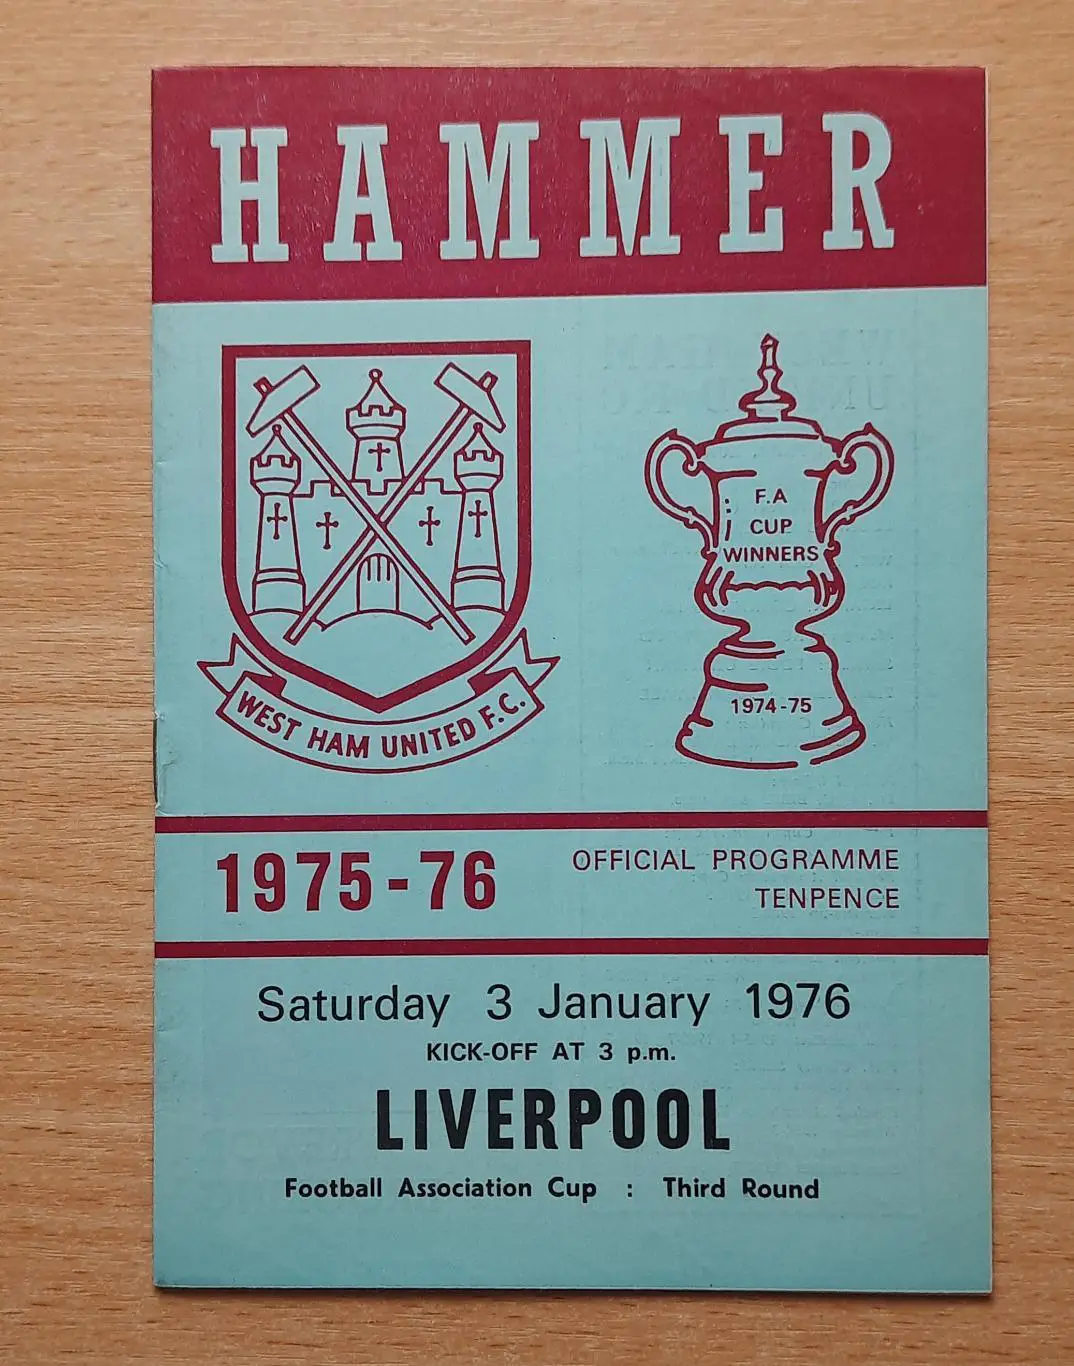 HAMMER
F.A
CUP
WINNERS
1974-75
WEST HAM UNITED F.C.
1975-76
OFFICIAL PROGRAMME
TENPENCE
Saturday 3 January 1976
KICK-OFF AT 3 p.m.
LIVERPOOL
Football Association Cup : Third Round